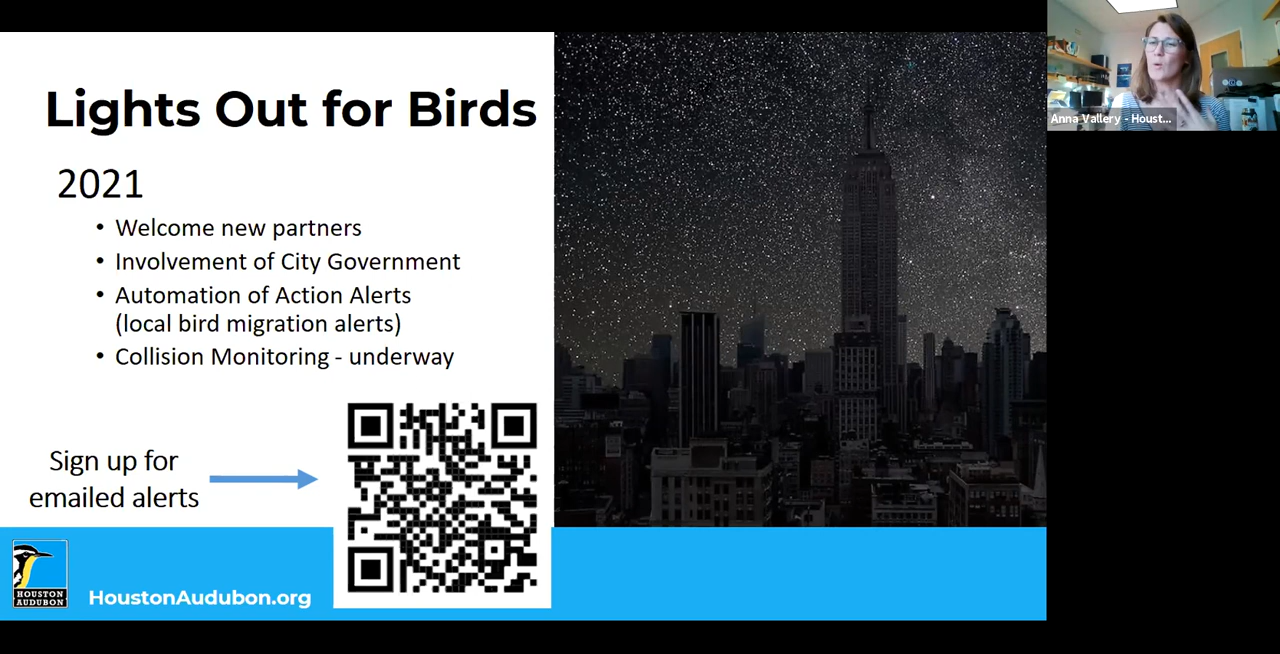 Lights Out for Birds
2021
• Welcome new partners
• Involvement of City Government
• Automation of Action Alerts
(local bird migration alerts)
• Collision Monitoring - underway
Sign up for
emailed alerts
HOUSTON
AUDUBON
HoustonAudubon.org
Anna Vallery - Houst...